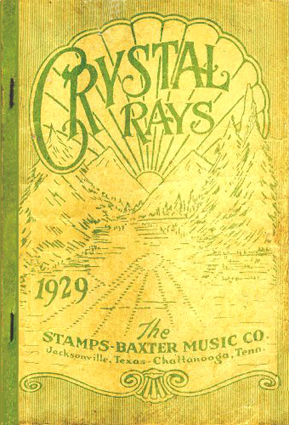 CRYSTAL
RAYS
1929
The
STAMPS-BAXTER MUSIC CO.
Jacksonville, Texas-Chattanooga, Tenn.